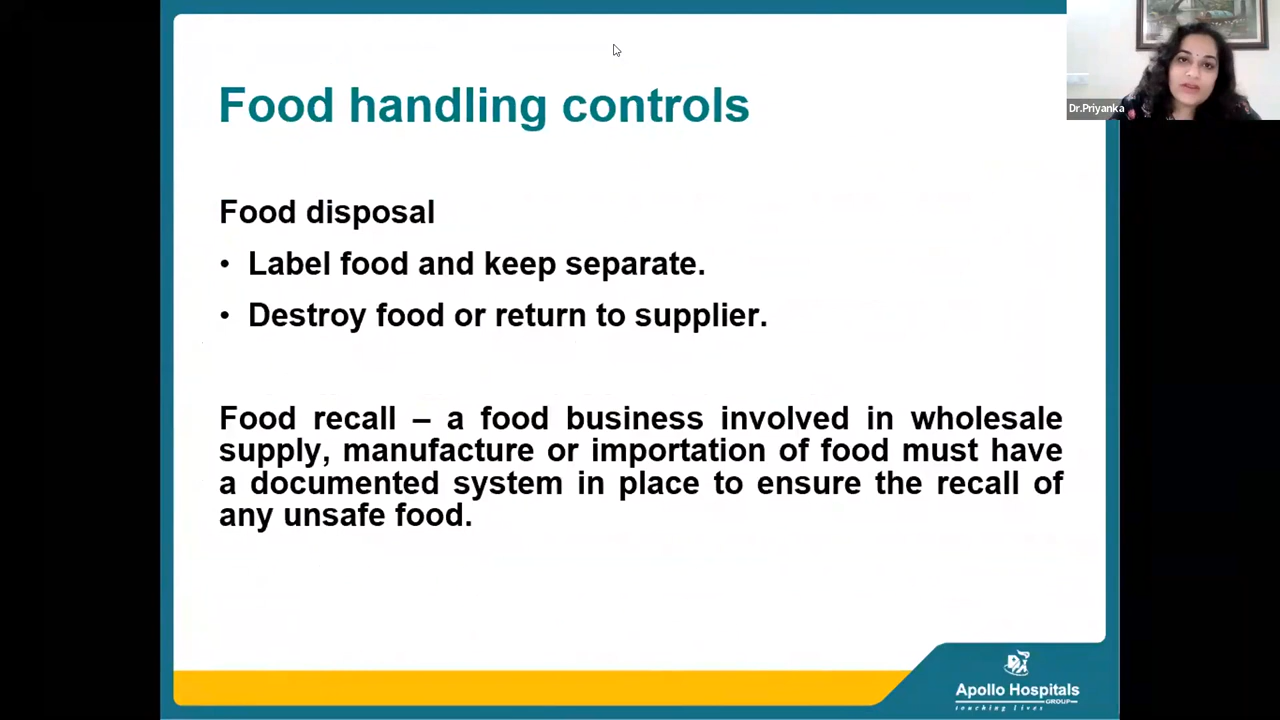 Dr.Priyanka
Food handling controls
Food disposal
• Label food and keep separate.
• Destroy food or return to supplier.
Food recall – a food business involved in wholesale
supply, manufacture or importation of food must have
a documented system in place to ensure the recall of
any unsafe food.
Apollo Hospitals
GROUP
touching lives